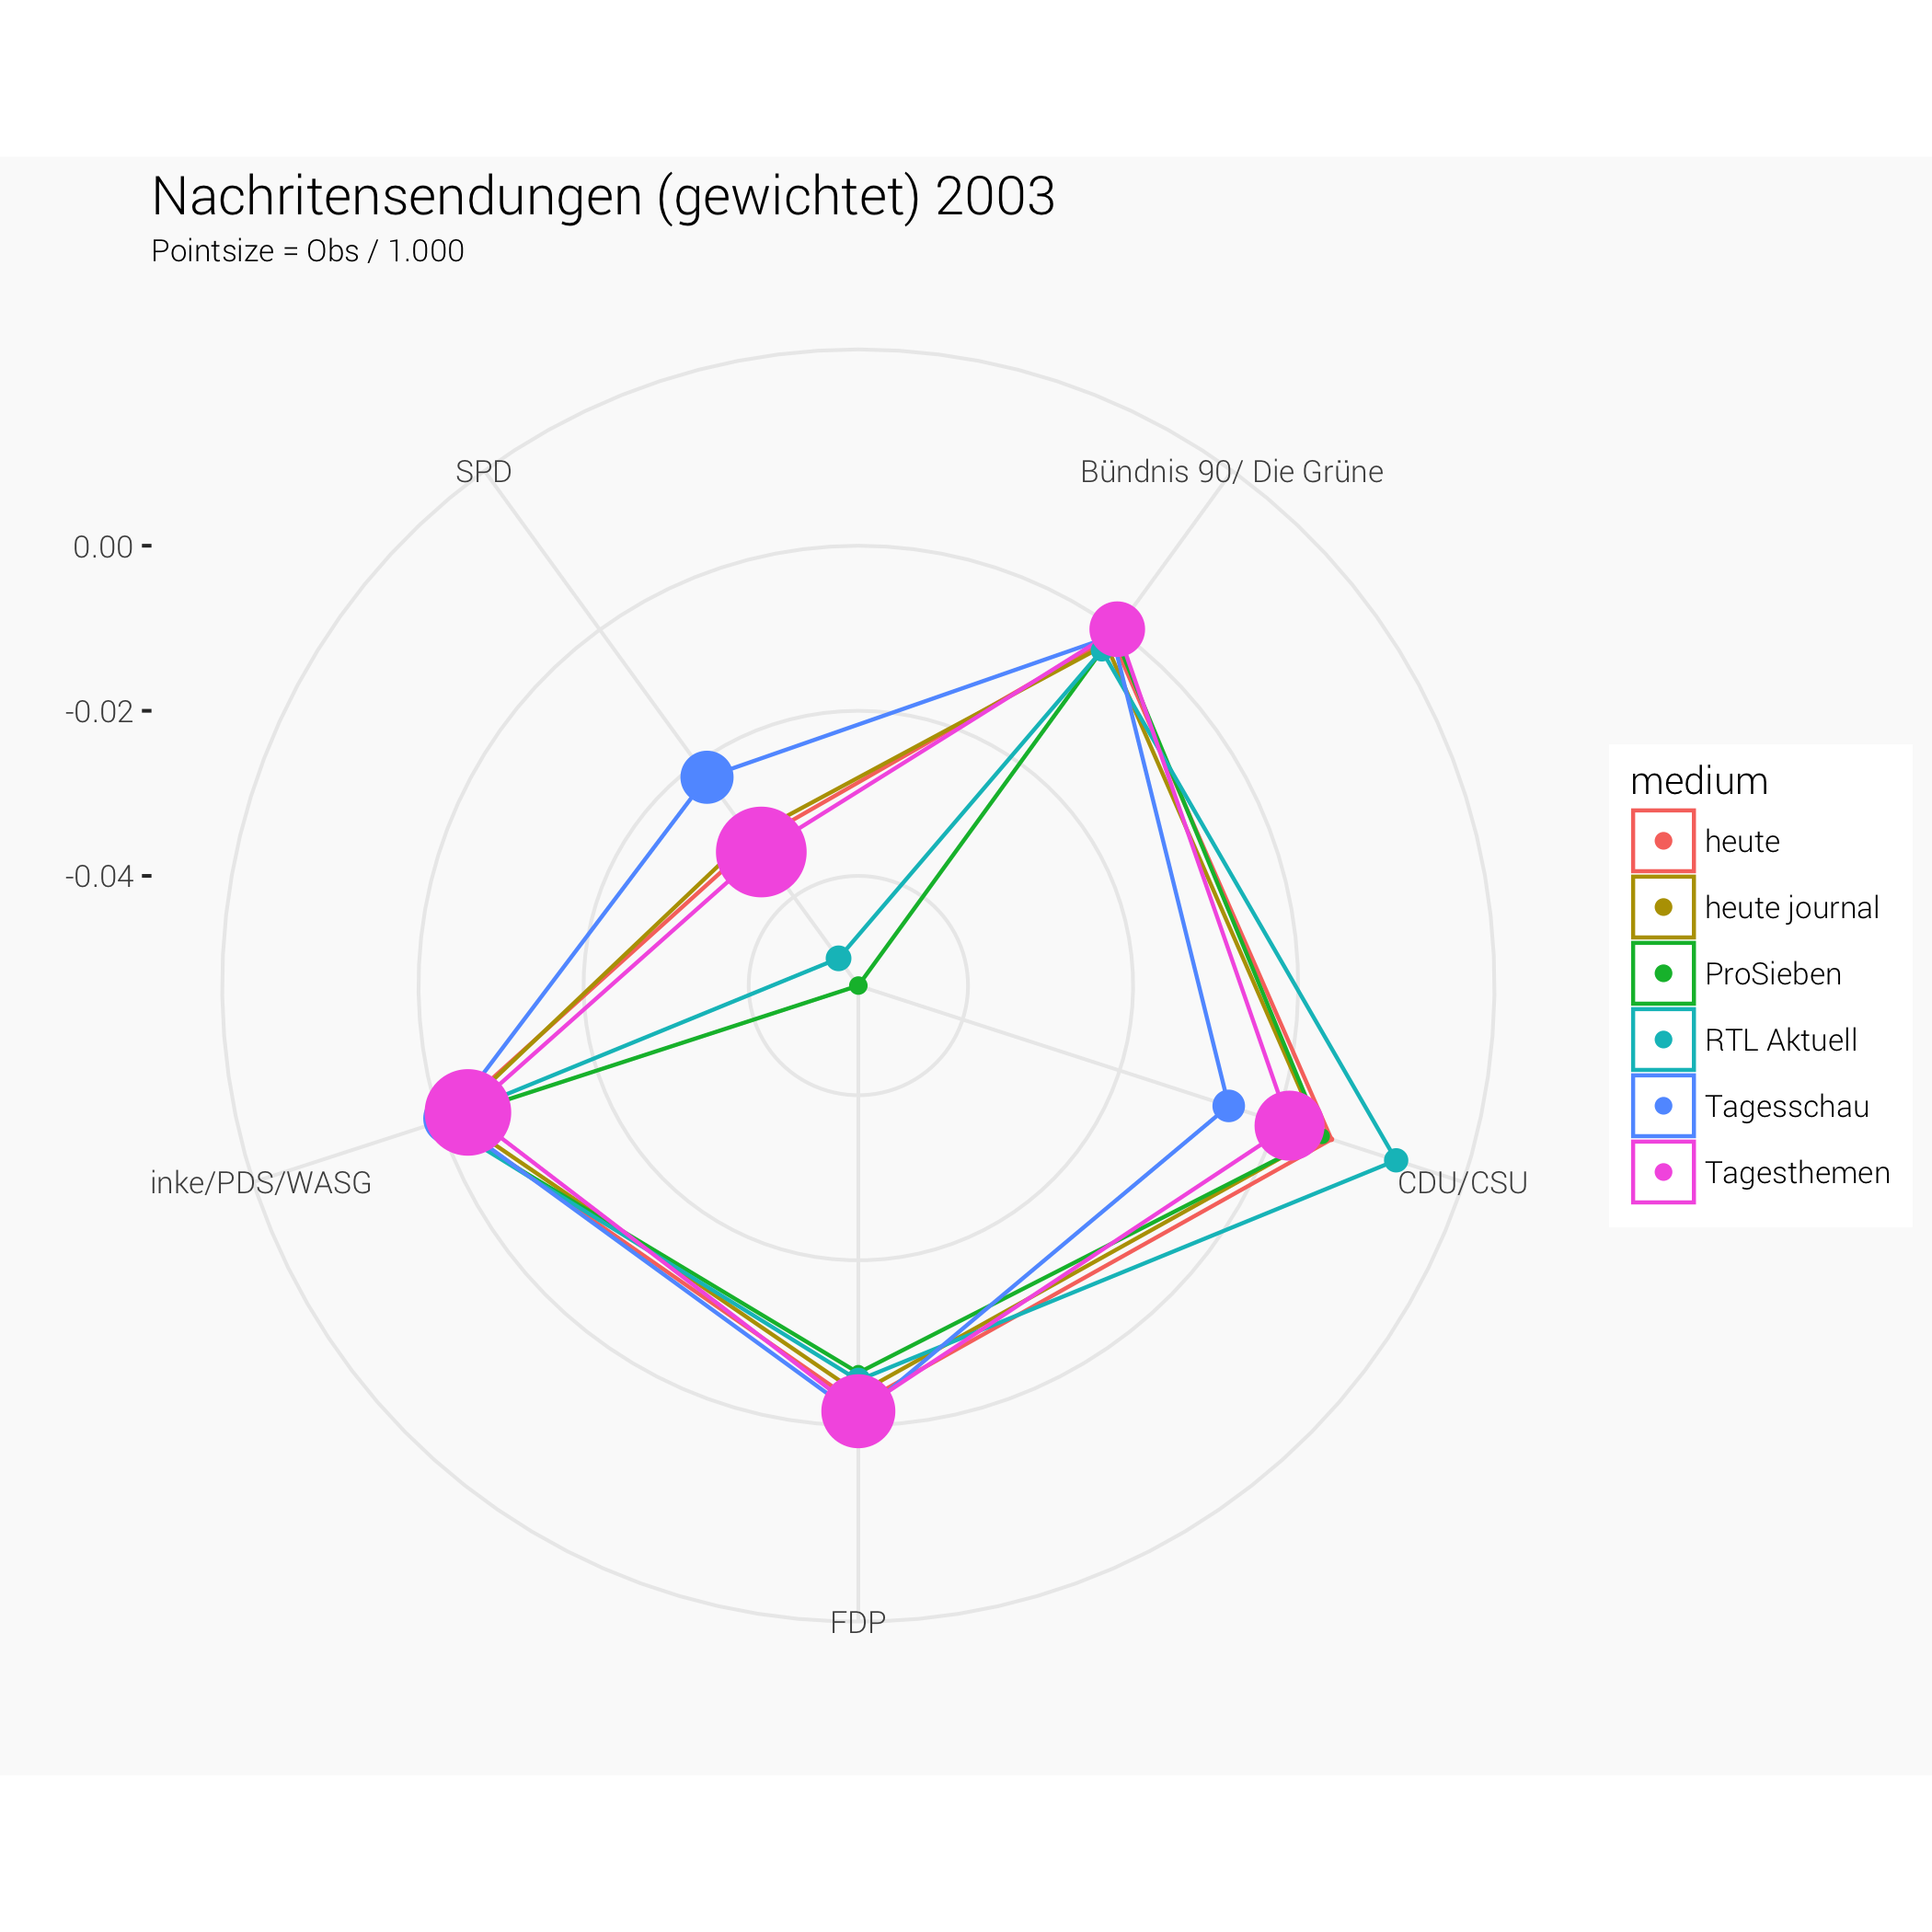 Nachritensendungen (gewichtet) 2003
Pointsize = Obs / 1.000
SPD
Bündnis 90/ Die Grüne
0.00
-0.02
-0.04
inke/PDS/WASG
CDU/CSU
FDP
medium
heute
heute journal
ProSieben
RTL Aktuell
Tagesschau
Tagesthemen